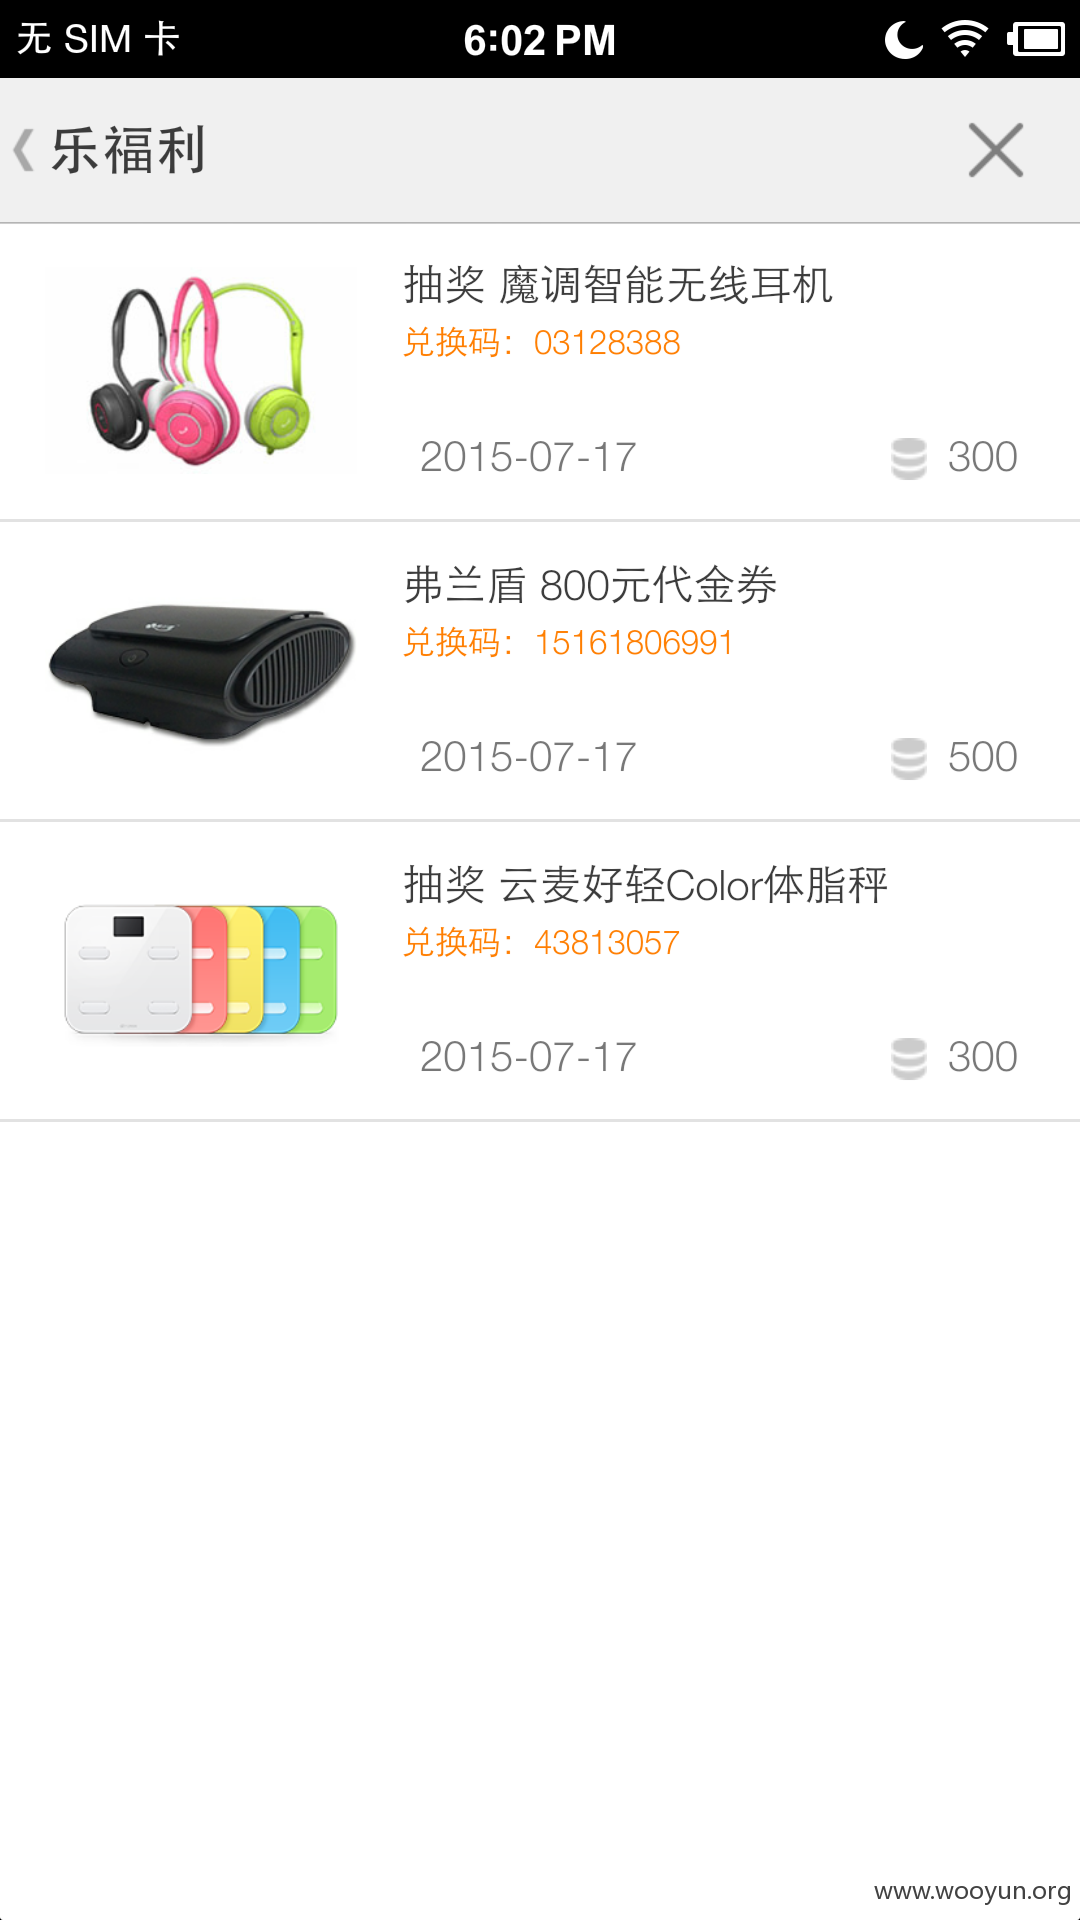 无 SIM 卡
6:02 PM
乐福利
抽奖 魔调智能无线耳机
兑换码：03128388
2015-07-17
300
弗兰盾 800元代金券
兑换码：15161806991
2015-07-17
500
抽奖 云麦好轻Color体脂秤
兑换码：43813057
2015-07-17
300
www.wooyun.org